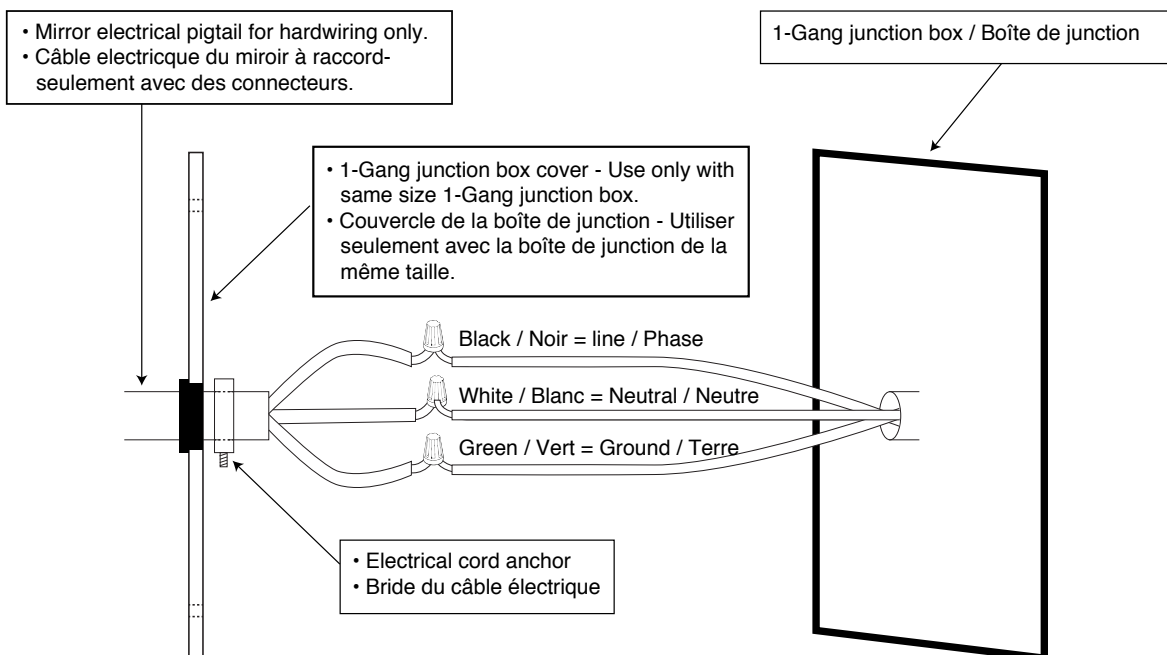 • Mirror electrical pigtail for hardwiring only.
• Câble electricque du miroir à raccord-
seulement avec des connecteurs.
1-Gang junction box / Boîte de junction
• 1-Gang junction box cover - Use only with
same size 1-Gang junction box.
• Couvercle de la boîte de junction - Utiliser
seulement avec la boîte de junction de la
même taille.
Black / Noir = line / Phase
White / Blanc = Neutral / Neutre
Green / Vert = Ground / Terre
• Electrical cord anchor
• Bride du câble électrique